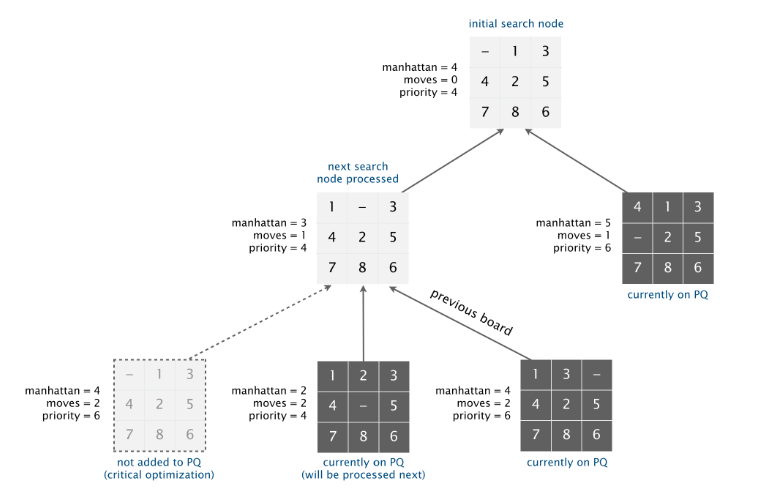 initial search node
– 1 3
4 2 5
7 8 6
manhattan = 4
moves = 0
priority = 4
next search
node processed
1 – 3
4 2 5
7 8 6
manhattan = 3
moves = 1
priority = 4
4 1 3
– 2 5
7 8 6
manhattan = 5
moves = 1
priority = 6
currently on PQ
previous board
– 1 3
4 2 5
7 8 6
manhattan = 4
moves = 2
priority = 6
not added to PQ
(critical optimization)
1 2 3
4 – 5
7 8 6
manhattan = 2
moves = 2
priority = 4
currently on PQ
(will be processed next)
1 3 –
4 2 5
7 8 6
manhattan = 4
moves = 2
priority = 6
currently on PQ